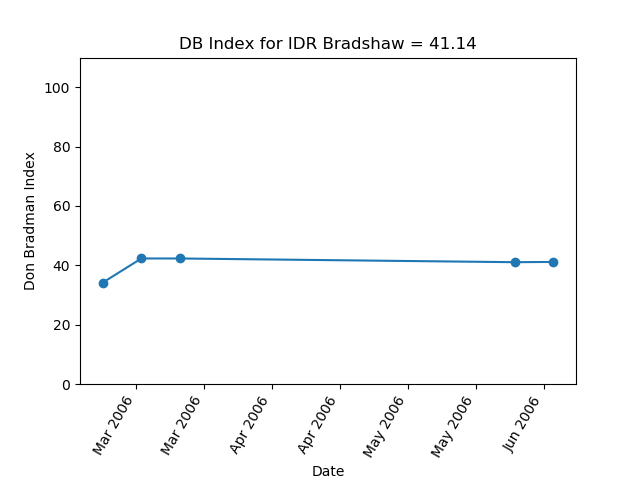 DB Index for IDR Bradshaw = 41.14
100
80
60
40
20
0
Don Bradman Index
Mar 2006
Mar 2006
Apr 2006
Apr 2006
May 2006
May 2006
Jun 2006
Date